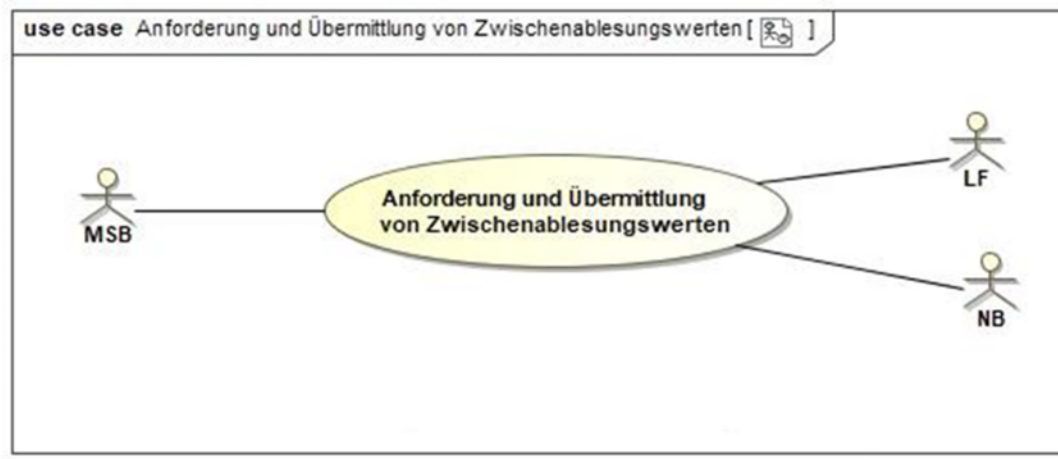 use case Anforderung und Übermittlung von Zwischenablesungswerten [ ]
LF
Anforderung und Übermittlung
von Zwischenablesungswerten
MSB
NB